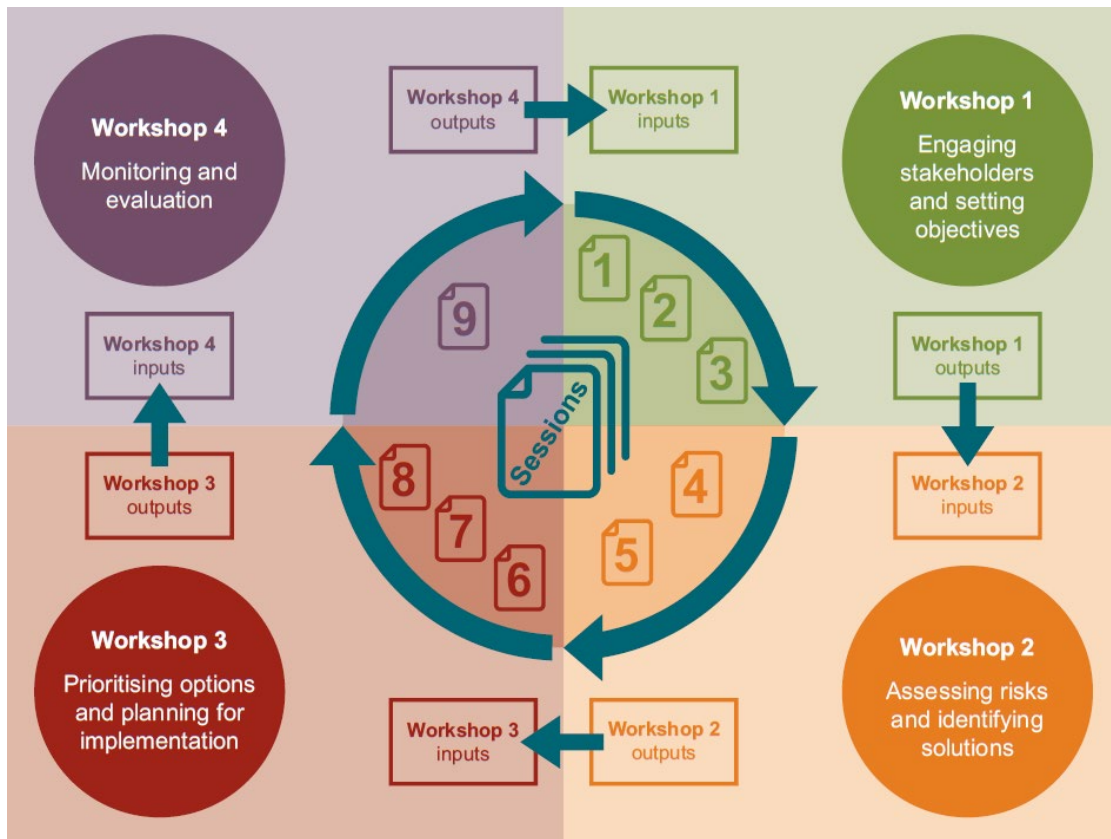 Workshop 4
Monitoring and
evaluation
Workshop 4
outputs
Workshop 1
inputs
Workshop 1
Engaging
stakeholders
and setting
objectives
1
2
3
9
Workshop 4
inputs
Workshop 1
outputs
Sessions
Workshop 3
outputs
8
7
6
4
5
Workshop 2
inputs
Workshop 3
Prioritising options
and planning for
implementation
Workshop 3
inputs
Workshop 2
outputs
Workshop 2
Assessing risks
and identifying
solutions